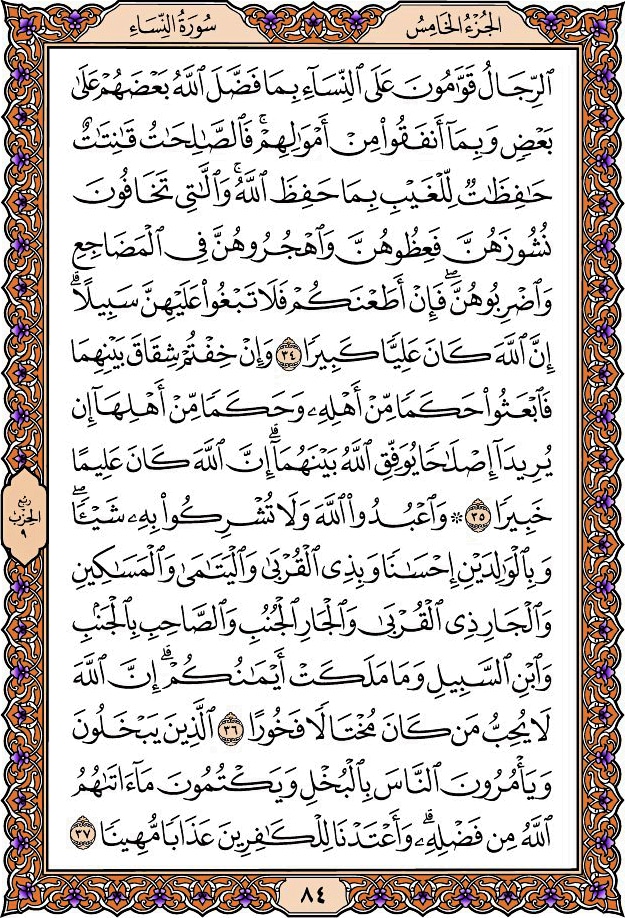 الجُزْءُ الخَامِسُ
سُورَةُ النِّسَاءِ
ٱلرِّجَالُ قَوَّٰمُونَ عَلَى ٱلنِّسَآءِ بِمَا فَضَّلَ ٱللَّهُ بَعْضَهُمْ عَلَىٰ
بَعْضٍ وَبِمَآ أَنفَقُوا۟ مِنْ أَمْوَٰلِهِمْ ۚ فَٱلصَّٰلِحَٰتُ قَٰنِتَٰتٌ
حَٰفِظَٰتٌ لِّلْغَيْبِ بِمَا حَفِظَ ٱللَّهُ ۚ وَٱلَّٰتِى تَخَافُونَ
نُشُوزَهُنَّ فَعِظُوهُنَّ وَٱهْجُرُوهُنَّ فِى ٱلْمَضَاجِعِ
وَٱضْرِبُوهُنَّ ۖ فَإِنْ أَطَعْنَكُمْ فَلَا تَبْغُوا۟ عَلَيْهِنَّ سَبِيلًا ۗ
إِنَّ ٱللَّهَ كَانَ عَلِيًّا كَبِيرًا ٣٤ وَإِنْ خِفْتُمْ شِقَاقَ بَيْنِهِمَا
فَٱبْعَثُوا۟ حَكَمًا مِّنْ أَهْلِهِۦ وَحَكَمًا مِّنْ أَهْلِهَآ إِن
يُرِيدَآ إِصْلَٰحًا يُوَفِّقِ ٱللَّهُ بَيْنَهُمَآ ۗ إِنَّ ٱللَّهَ كَانَ عَلِيمًا
خَبِيرًا ٣٥ ۞ وَٱعْبُدُوا۟ ٱللَّهَ وَلَا تُشْرِكُوا۟ بِهِۦ شَيْـًٔا ۖ
وَبِٱلْوَٰلِدَيْنِ إِحْسَٰنًا وَبِذِى ٱلْقُرْبَىٰ وَٱلْيَتَٰمَىٰ وَٱلْمَسَٰكِينِ
وَٱلْجَارِ ذِى ٱلْقُرْبَىٰ وَٱلْجَارِ ٱلْجُنُبِ وَٱلصَّاحِبِ بِٱلْجَنۢبِ
وَٱبْنِ ٱلسَّبِيلِ وَمَا مَلَكَتْ أَيْمَٰنُكُمْ ۗ إِنَّ ٱللَّهَ
لَا يُحِبُّ مَن كَانَ مُخْتَالًا فَخُورًا ٣٦ ٱلَّذِينَ يَبْخَلُونَ
وَيَأْمُرُونَ ٱلنَّاسَ بِٱلْبُخْلِ وَيَكْتُمُونَ مَآ ءَاتَىٰهُمُ
ٱللَّهُ مِن فَضْلِهِۦ ۗ وَأَعْتَدْنَا لِلْكَٰفِرِينَ عَذَابًا مُّهِينًا ٣٧
ربع
الحزب
٩
٨٤